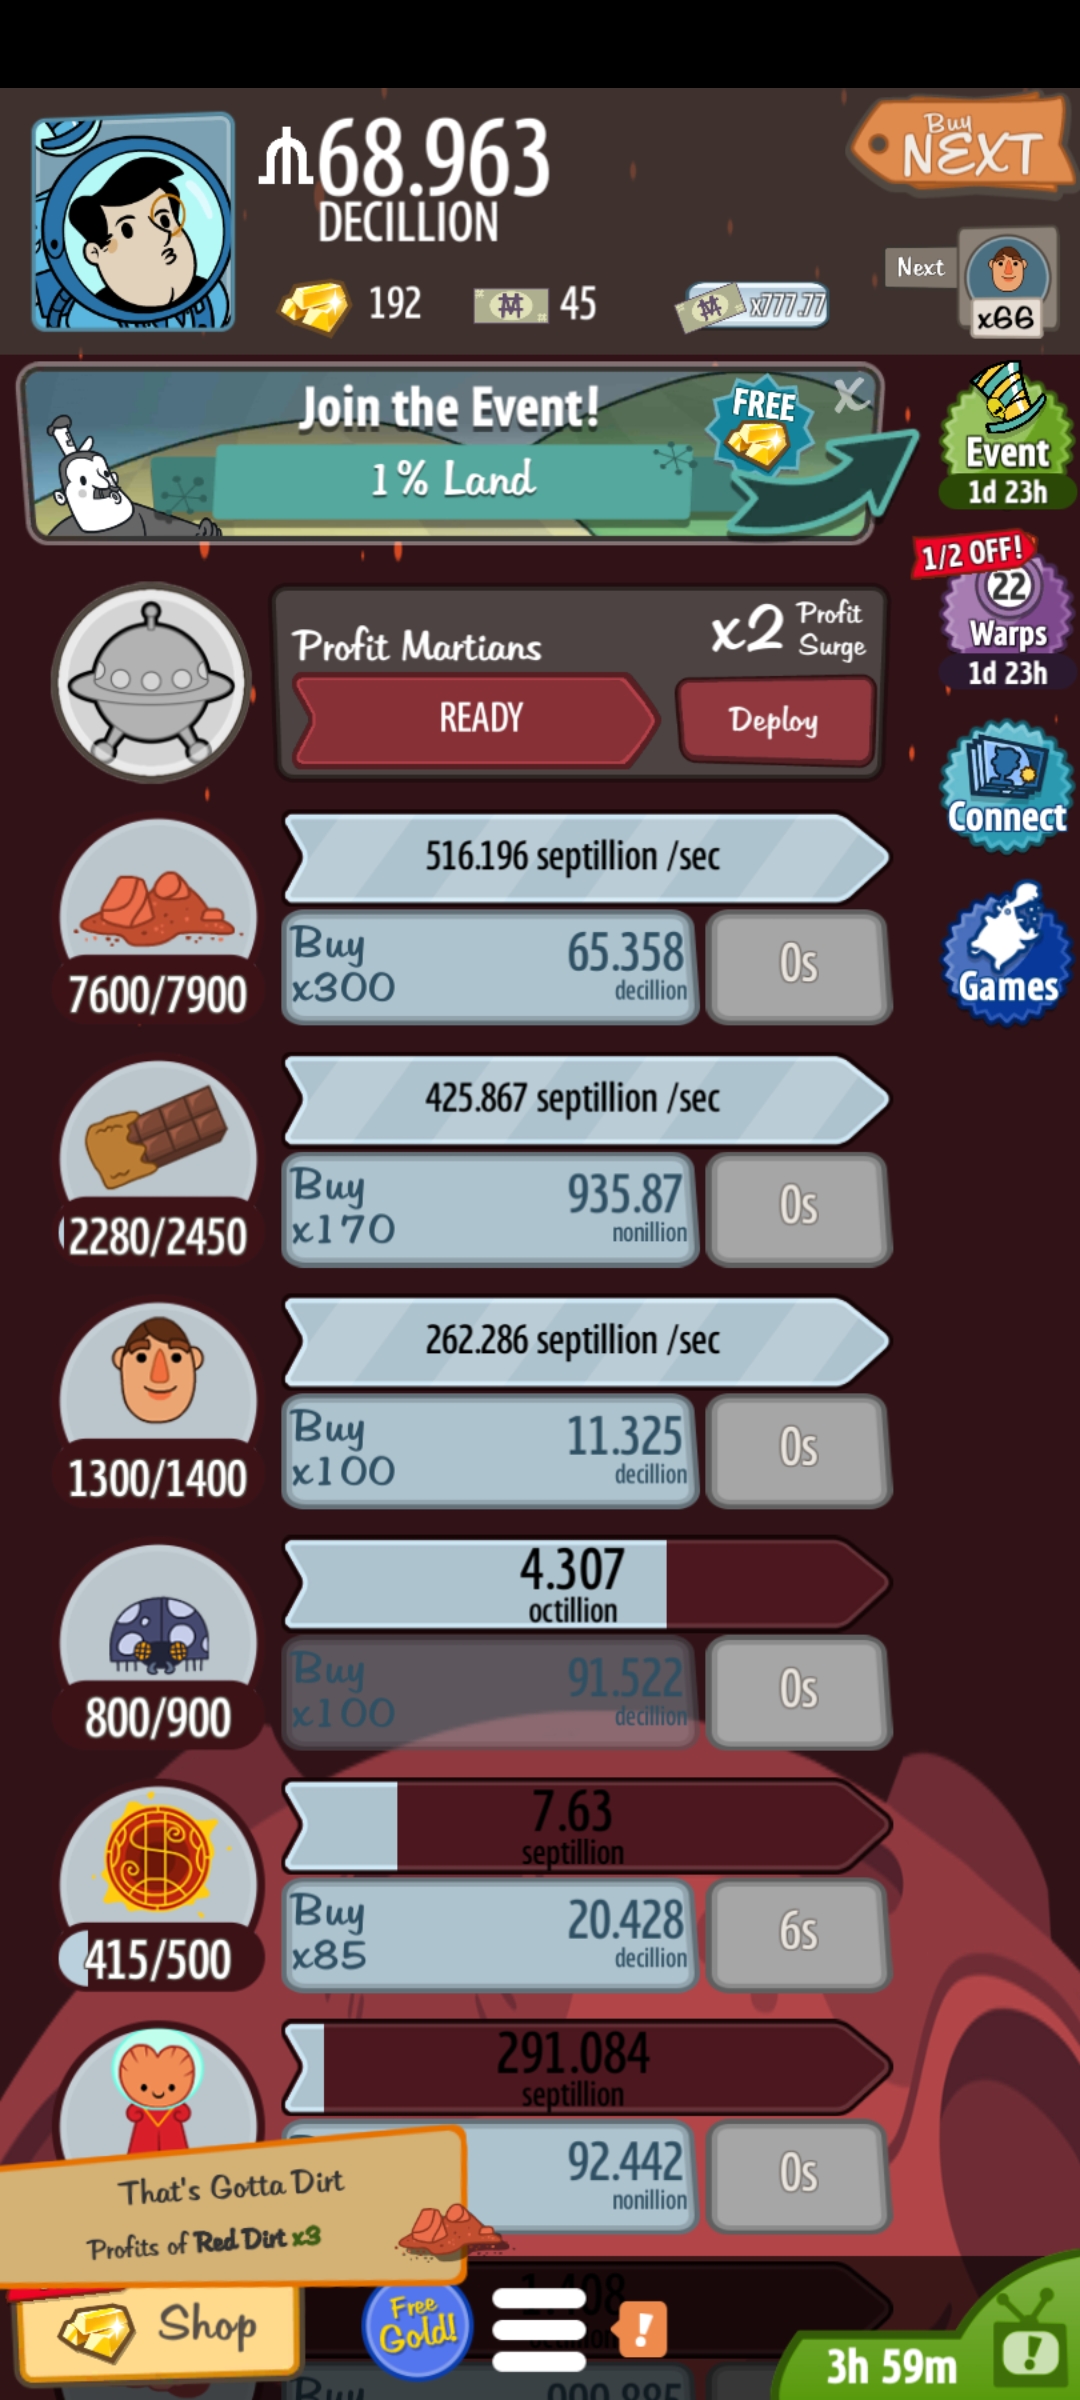 68.963
DECILLION
Buy
NEXT
192
45
x777.77
Next
x66
Join the Event!
1% Land
FREE
X
Event
1d 23h
1/2 OFF!
22
Warps
1d 23h
Profit Martians
x2 Profit Surge
READY
Deploy
Connect
516.196 septillion /sec
Buy
x300
65.358
decillion
0s
7600/7900
Games
425.867 septillion /sec
Buy
x170
935.87
nonillion
0s
2280/2450
262.286 septillion /sec
Buy
x100
11.325
decillion
0s
1300/1400
4.307
octillion
Buy
x100
91.522
decillion
0s
800/900
7.63
septillion
Buy
x85
20.428
decillion
6s
415/500
291.084
septillion
92.442
nonillion
0s
That's Gotta Dirt
Profits of Red Dirt x3
1.408
Shop
Free
Gold!
!
3h 59m
!
Buy